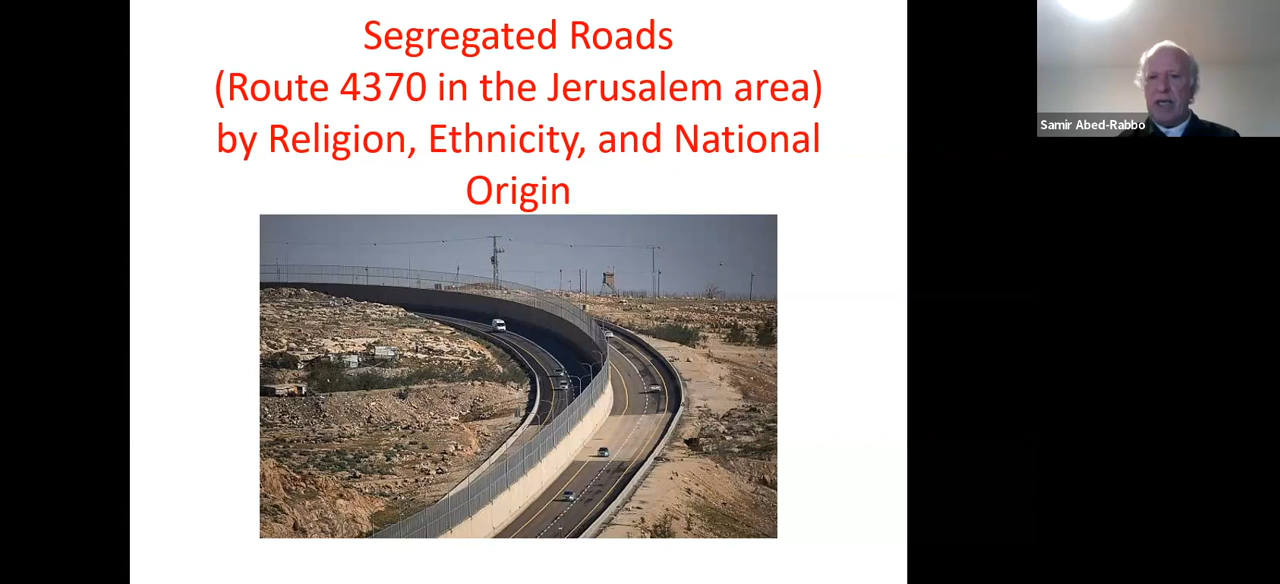 Segregated Roads
(Route 4370 in the Jerusalem area)
by Religion, Ethnicity, and National
Origin
Samir Abed-Rabbo